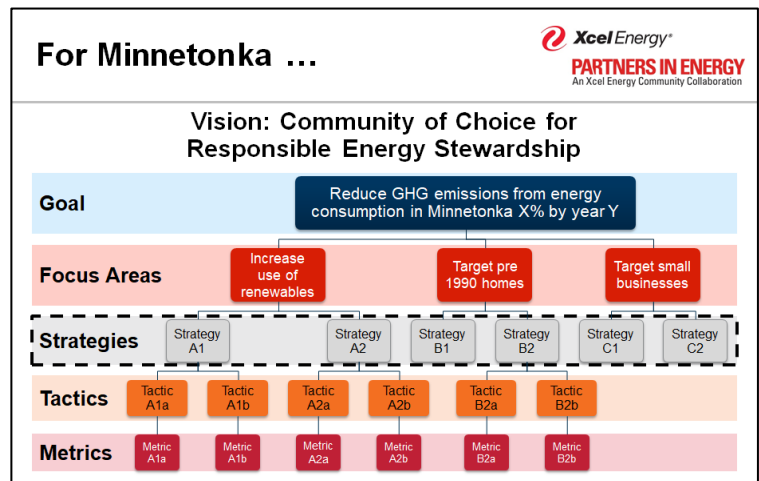 For Minnetonka ...
Xcel Energy®
PARTNERS IN ENERGY
An Xcel Energy Community Collaboration
Vision: Community of Choice for
Responsible Energy Stewardship
Goal
Reduce GHG emissions from energy
consumption in Minnetonka X% by year Y
Focus Areas
Increase
use of
renewables
Target pre
1990 homes
Target small
businesses
Strategies
Strategy
A1
Strategy
A2
Strategy
B1
Strategy
B2
Strategy
C1
Strategy
C2
Tactics
Tactic
A1a
Tactic
A1b
Tactic
A2a
Tactic
A2b
Tactic
B2a
Tactic
B2b
Metrics
Metric
A1a
Metric
A1b
Metric
A2a
Metric
A2b
Metric
B2a
Metric
B2b